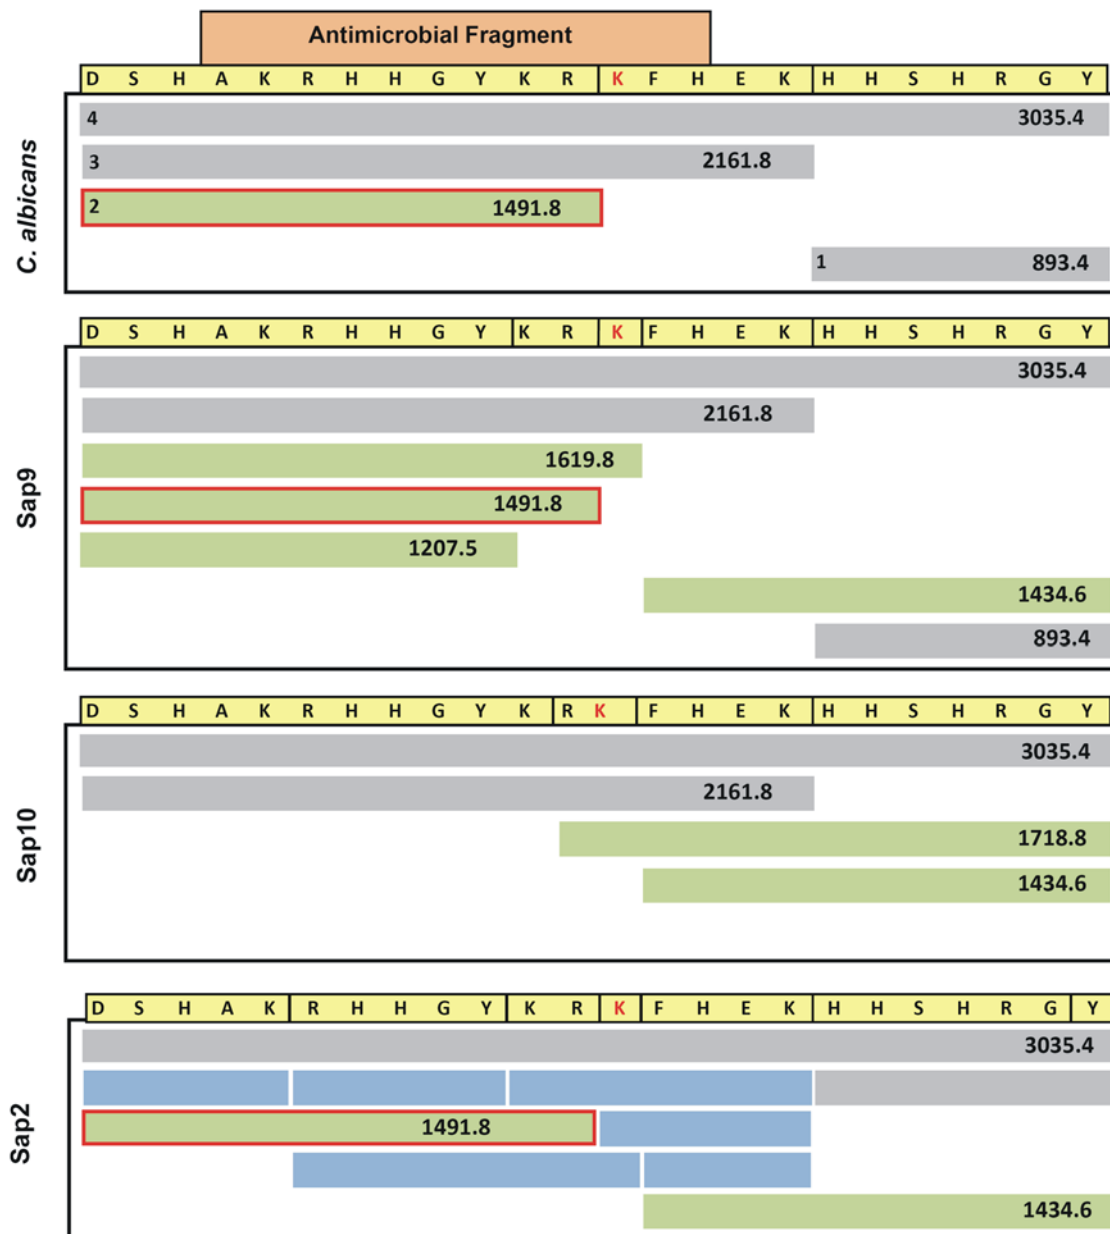 Antimicrobial Fragment
D S H A K R H H G Y K R K F H E K H H S H R G Y
C. albicans
4 3035.4
3 2161.8
2 1491.8
1 893.4
D S H A K R H H G Y K R K F H E K H H S H R G Y
Sap9
3035.4
2161.8
1619.8
1491.8
1207.5
1434.6
893.4
D S H A K R H H G Y K R K F H E K H H S H R G Y
Sap10
3035.4
2161.8
1718.8
1434.6
D S H A K R H H G Y K R K F H E K H H S H R G Y
Sap2
3035.4
1491.8
1434.6